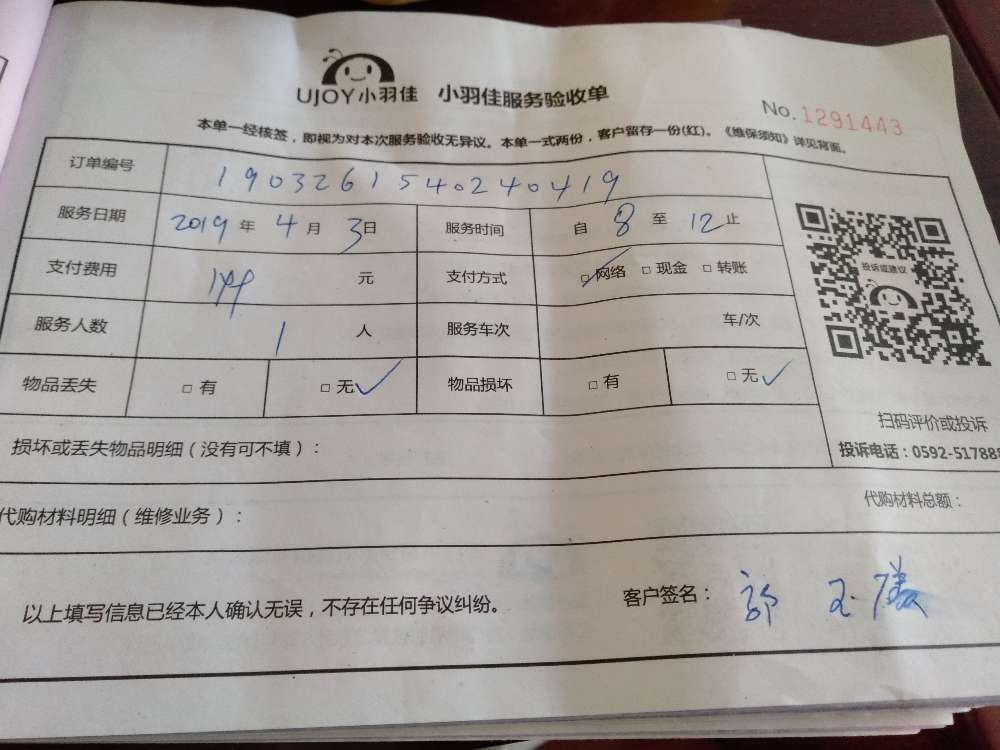 UJOY小羽佳 小羽佳服务验收单
No. 1291443
本单一经核签，即视为对本次服务验收无异议。本单一式两份，客户留存一份(红)。《维保须知》详见背面。
订单编号 1903261540240419
服务日期 2019 年 4 月 3 日 服务时间 自 8 至 12 止
支付费用 元 支付方式 □ 网络 □ 现金 □ 转账
服务人数 1 人 服务车次 车/次
物品丢失 □ 有 □ 无 ✓ 物品损坏 □ 有 □ 无 ✓
投诉或建议
扫码评价或投诉
投诉电话：0592-517888
损坏或丢失物品明细（没有可不填）：
代购材料明细（维修业务）：
代购材料总额：
以上填写信息已经本人确认无误，不存在任何争议纠纷。
客户签名： 郭 玉